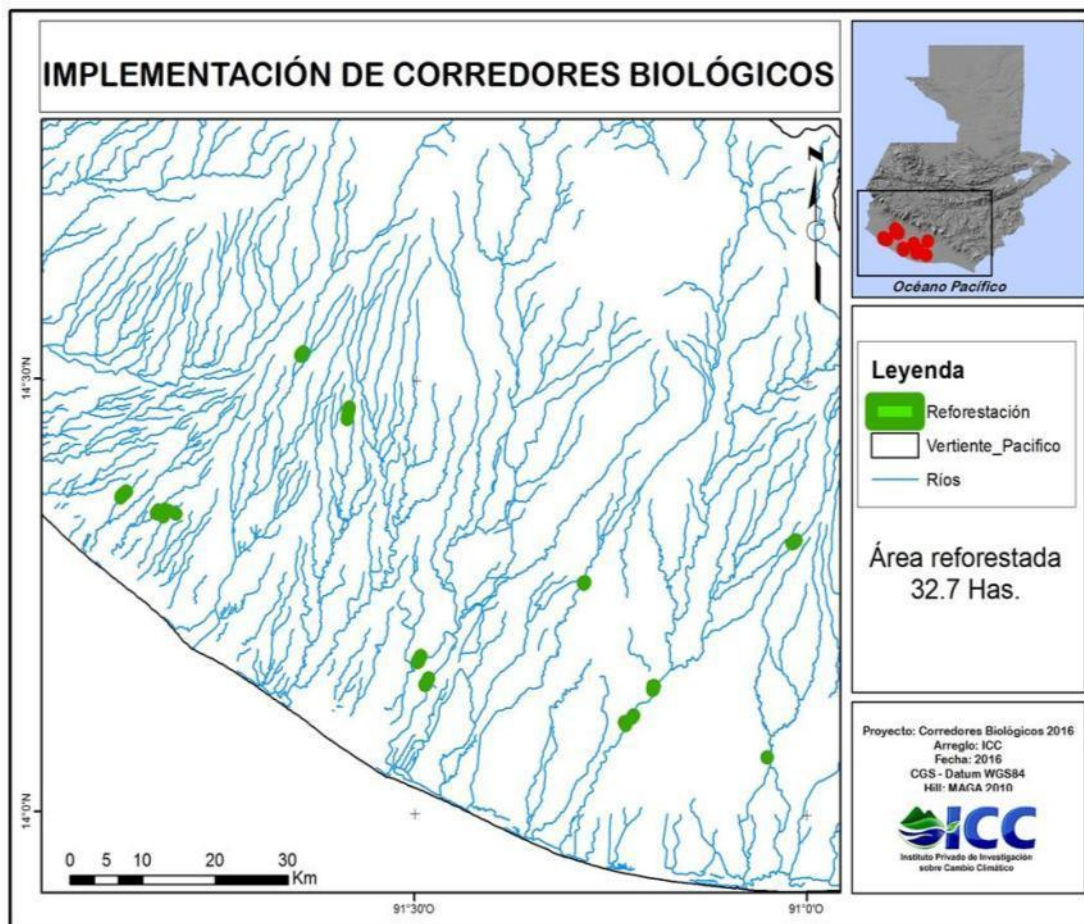 IMPLEMENTACIÓN DE CORREDORES BIOLÓGICOS
Océano Pacífico
14°30'N
14°0'N
91°30'O
91°0'O
0 5 10 20 30
Km
Leyenda
Reforestación
Vertiente_Pacifico
Ríos
Área reforestada
32.7 Has.
Proyecto: Corredores Biológicos 2016
Arreglo: ICC
Fecha: 2016
CGS - Datum WGS84
Hill: MAGA 2010
ICC
Instituto Privado de Investigación
sobre Cambio Climático